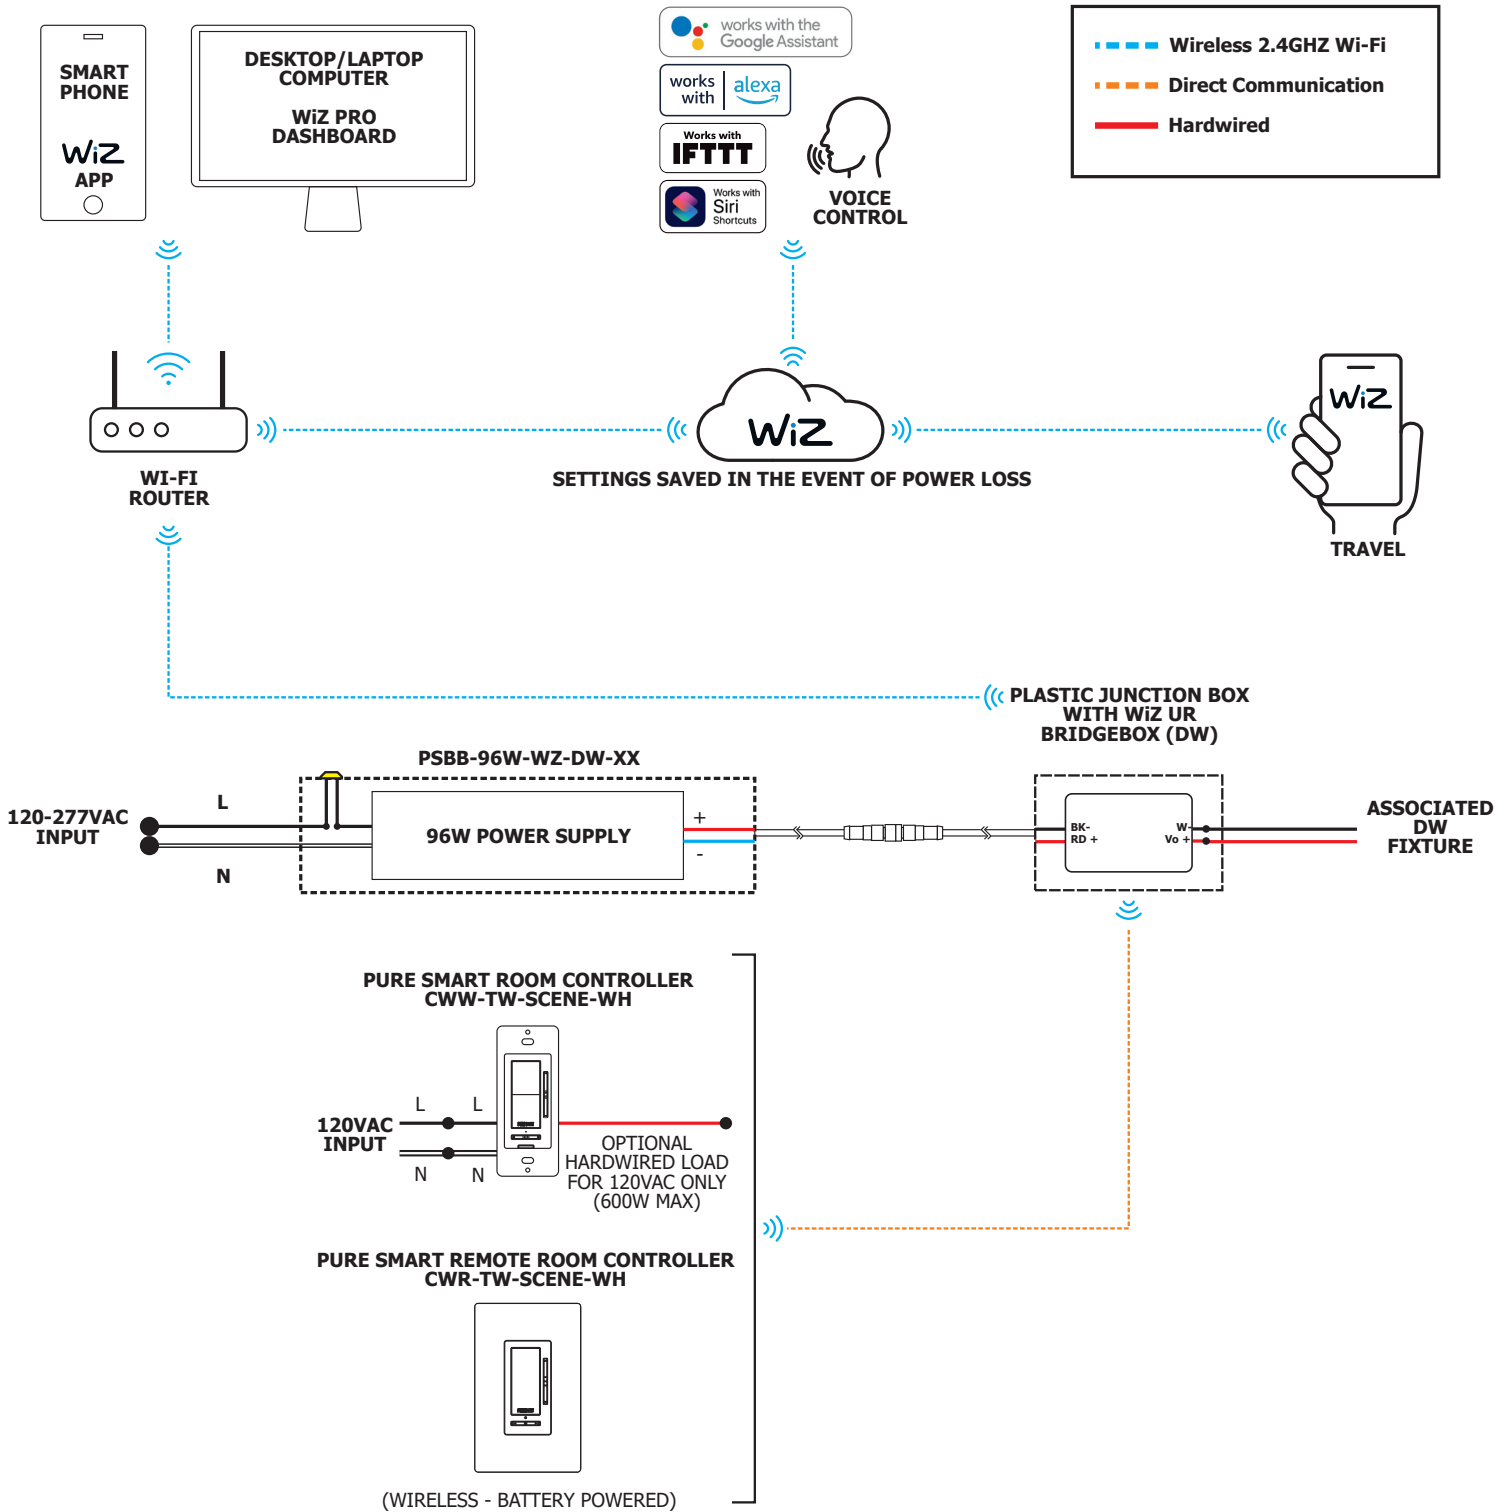 SMART
PHONE
WiZ
APP
DESKTOP/LAPTOP
COMPUTER
WiZ PRO
DASHBOARD
works with the
Google Assistant
works
with
alexa
Works with
IFTTT
Works with
Siri
Shortcuts
VOICE
CONTROL
Wireless 2.4GHZ Wi-Fi
Direct Communication
Hardwired
WI-FI
ROUTER
WiZ
SETTINGS SAVED IN THE EVENT OF POWER LOSS
WiZ
TRAVEL
PLASTIC JUNCTION BOX
WITH WiZ UR
BRIDGEBOX (DW)
PSBB-96W-WZ-DW-XX
120-277VAC
INPUT
L
N
96W POWER SUPPLY
+
-
BK-
RD +
W-
Vo +
ASSOCIATED
DW
FIXTURE
PURE SMART ROOM CONTROLLER
CWW-TW-SCENE-WH
120VAC
INPUT
L L
N N
OPTIONAL
HARDWIRED LOAD
FOR 120VAC ONLY
(600W MAX)
PURE SMART REMOTE ROOM CONTROLLER
CWR-TW-SCENE-WH
(WIRELESS - BATTERY POWERED)